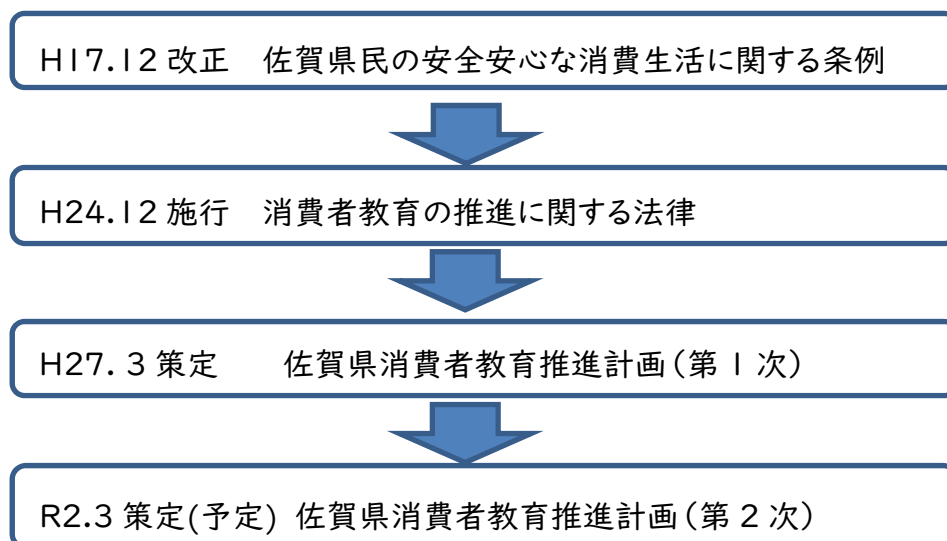 H17.12改正　佐賀県民の安全安心な消費生活に関する条例
H24.12施行　消費者教育の推進に関する法律
H27.3策定　　佐賀県消費者教育推進計画（第1次）
R2.3策定(予定) 佐賀県消費者教育推進計画（第2次）